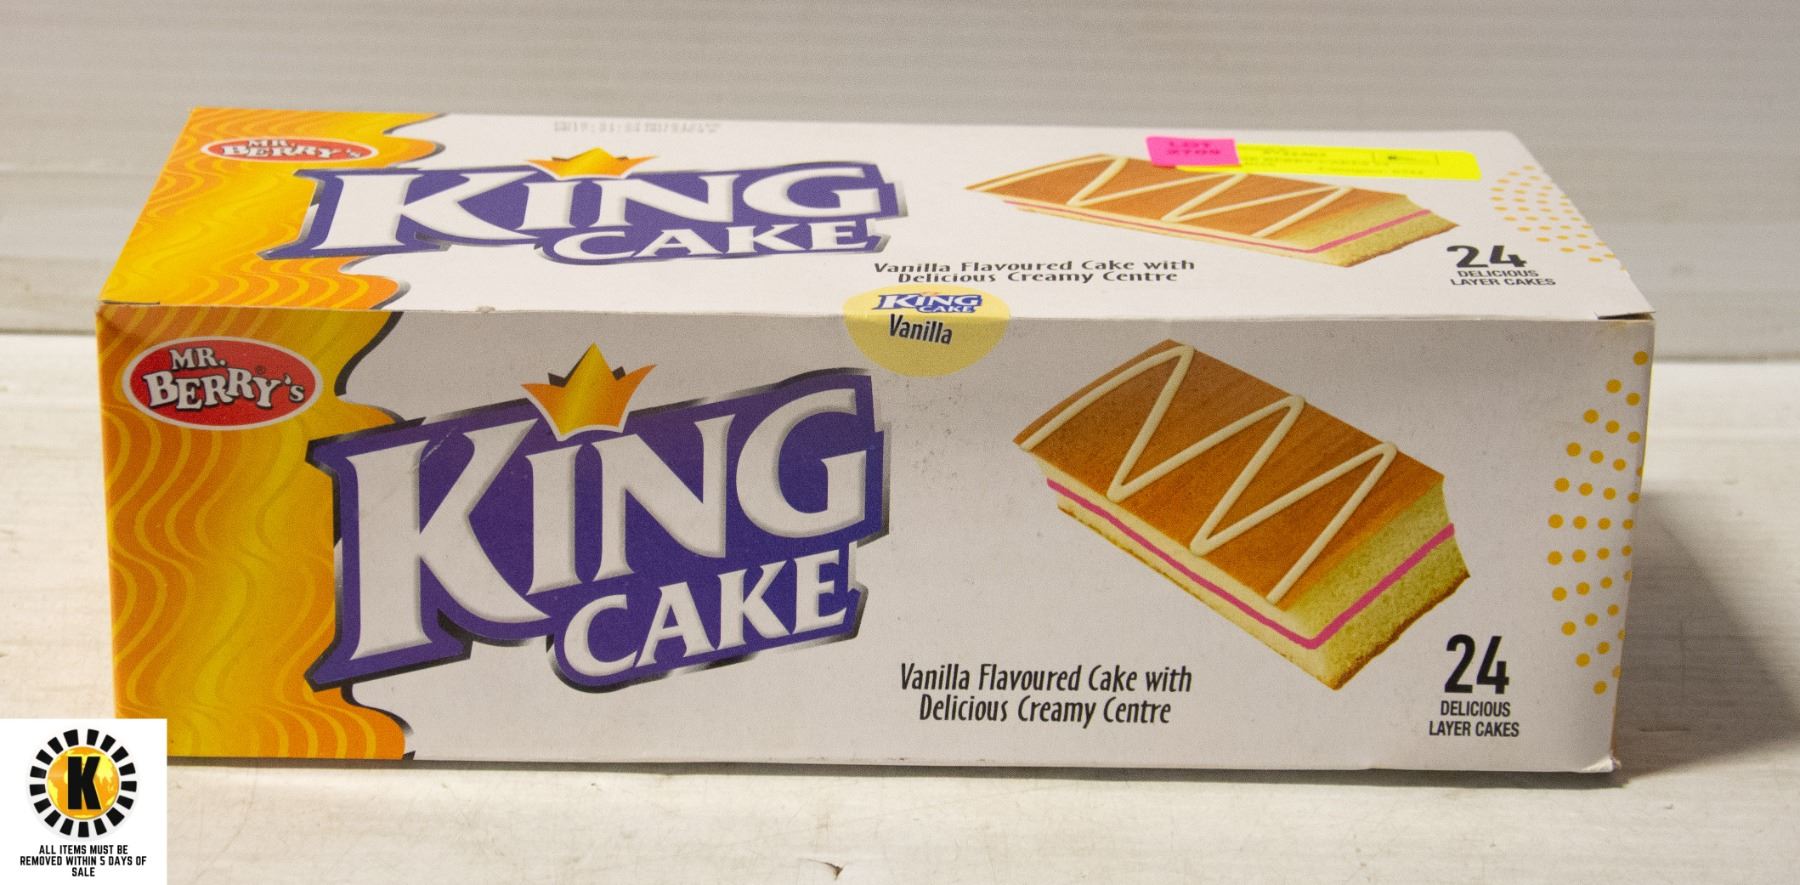 MR.
BERRY's
KING
CAKE
Vanilla Flavoured Cake with
Delicious Creamy Centre
LOT
2709
24
DELICIOUS
LAYER CAKES
KING
CAKE
Vanilla
MR.
BERRY's
KING
CAKE
Vanilla Flavoured Cake with
Delicious Creamy Centre
24
DELICIOUS
LAYER CAKES
K
ALL ITEMS MUST BE
REMOVED WITHIN 5 DAYS OF
SALE